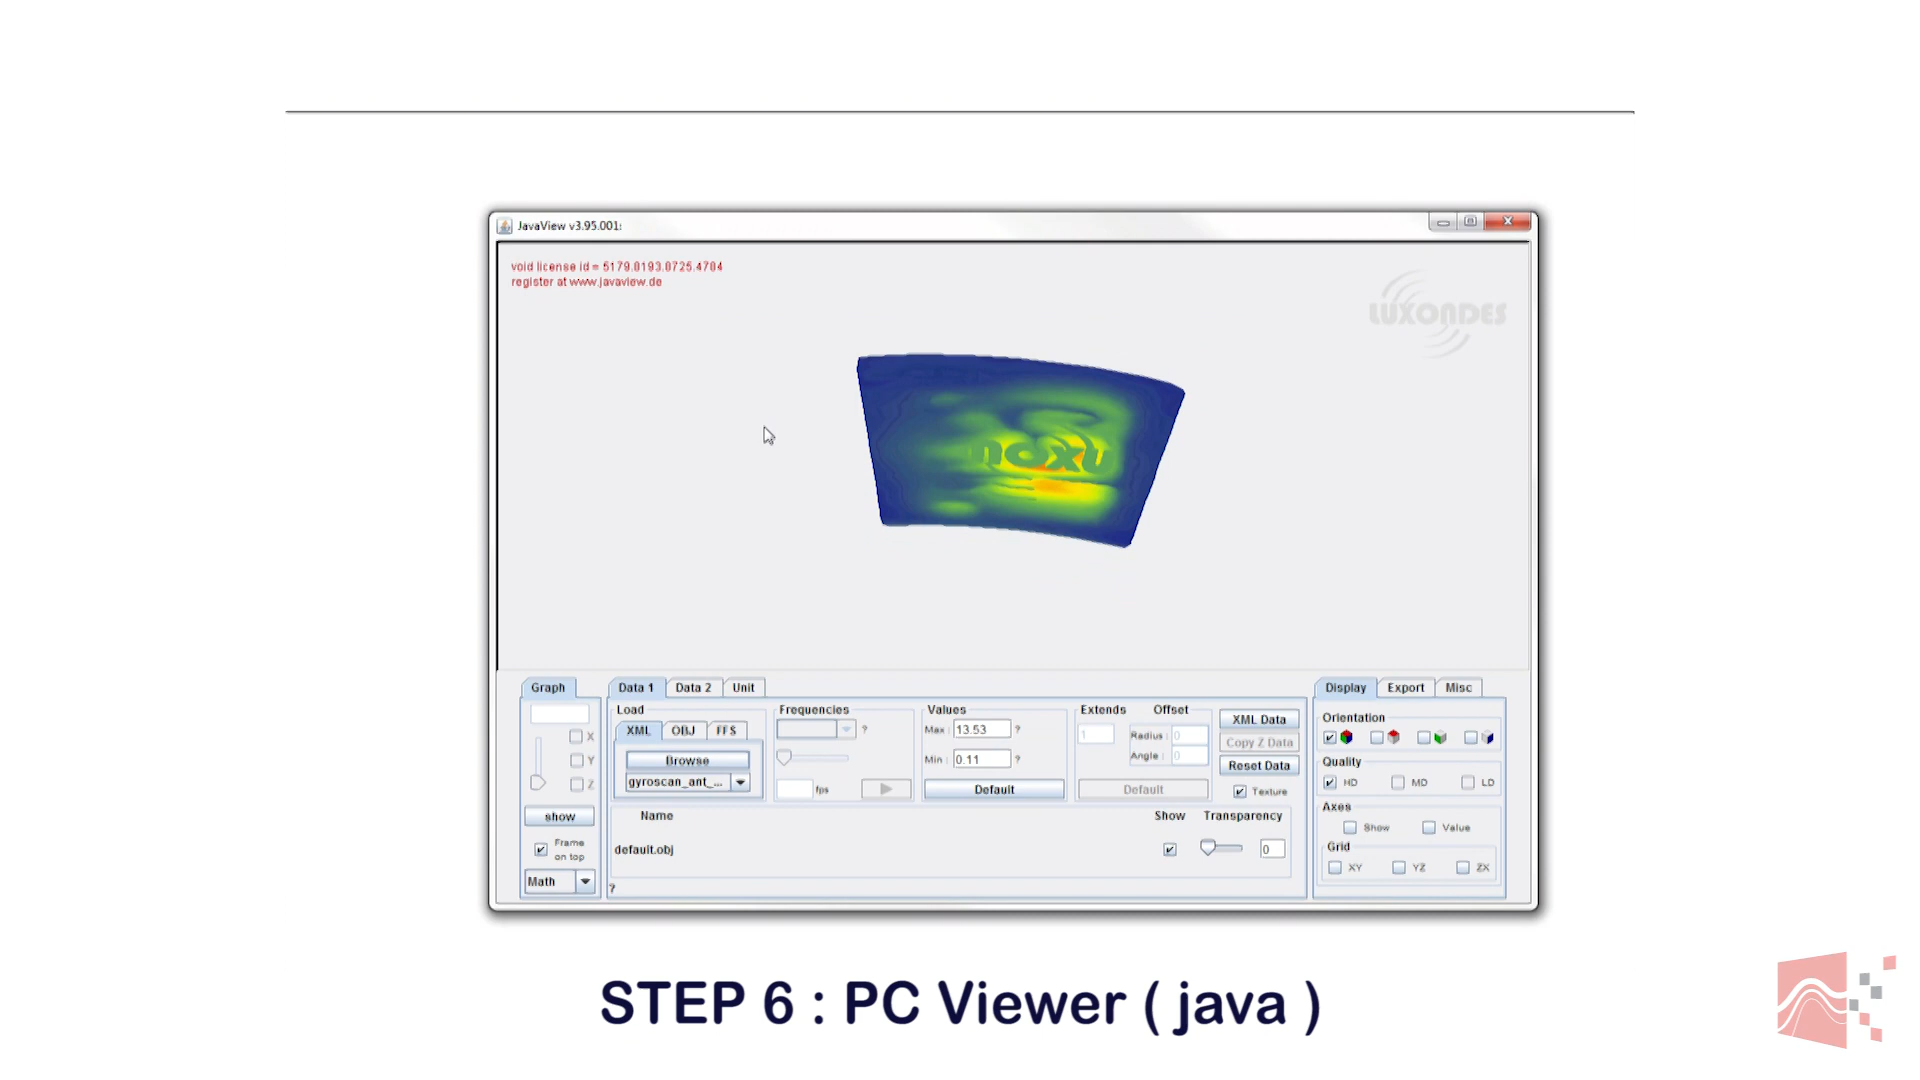 JavaView v3.95.001:
void license id = 5179.0193.0725.4704
register at www.javaview.de
LUXONDES
noxu
Graph
Data 1 Data 2 Unit
Display Export Misc
Load
Frequencies
Values
Extends Offset
XML OBJ FFS
?
Max : 13.53 ?
1
Radius : 0
XML Data
Orientation
X
Y
Z
Browse
Min : 0.11 ?
Angle : 0
Copy Z Data
Reset Data
Quality
HD MD LD
gyroscan_ant_...
fps
Default
Default
Texture
show
Name
Show Transparency
Axes
Show Value
Frame
on top
default.obj
0
Grid
XY YZ ZX
Math
?
STEP 6 : PC Viewer ( java )